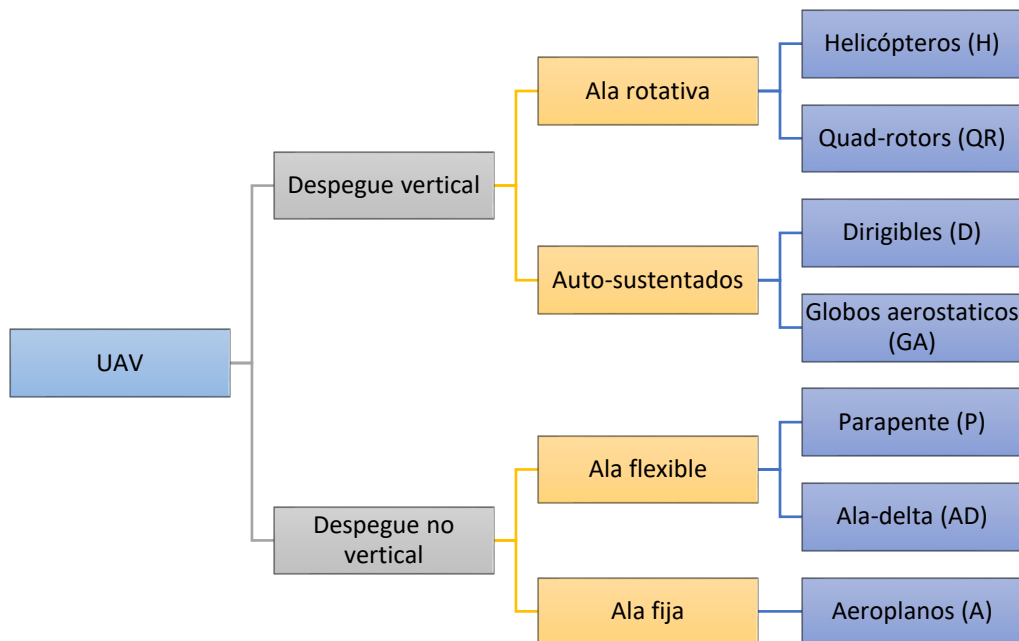 UAV
Despegue vertical
Ala rotativa
Helicópteros (H)
Quad-rotors (QR)
Auto-sustentados
Dirigibles (D)
Globos aerostaticos
(GA)
Despegue no
vertical
Ala flexible
Parapente (P)
Ala-delta (AD)
Ala fija
Aeroplanos (A)